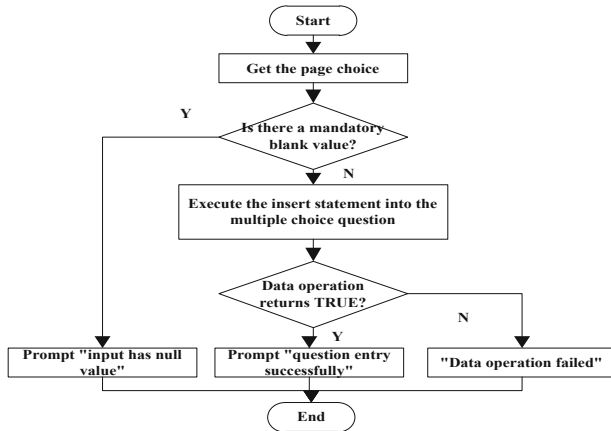 Start
Get the page choice
Y
Is there a mandatory
blank value?
N
Execute the insert statement into the
multiple choice question
Data operation
returns TRUE?
N
Y
Prompt "input has null
value"
Prompt "question entry
successfully"
"Data operation failed"
End